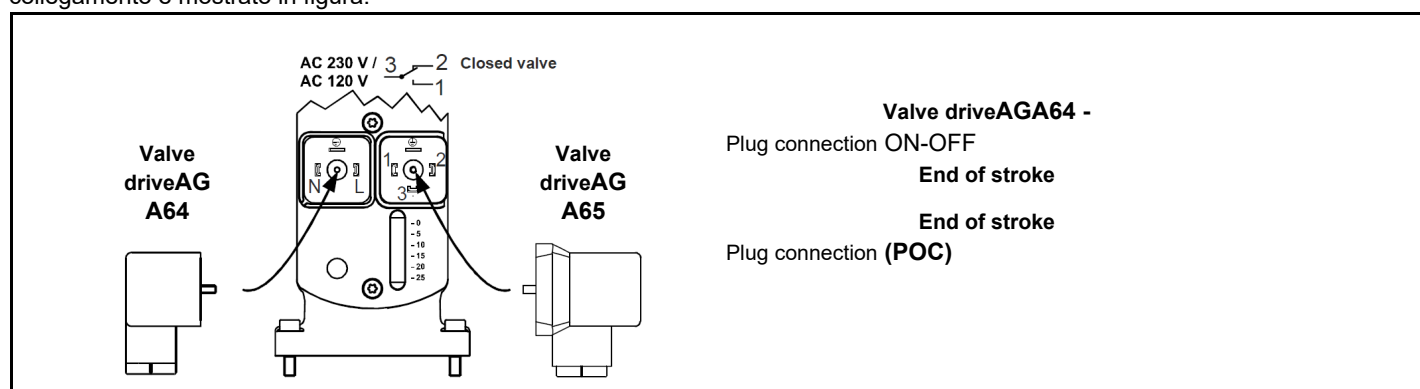 collegamento è mostrato in figura:
AC 230 V /
AC 120 V
3
2
1
Closed valve
Valve
driveAG
A64
N
L
1
2
3
-0
-5
-10
-15
-20
-25
Valve
driveAG
A65
Valve driveAGA64 -
Plug connection ON-OFF
End of stroke
End of stroke
Plug connection (POC)